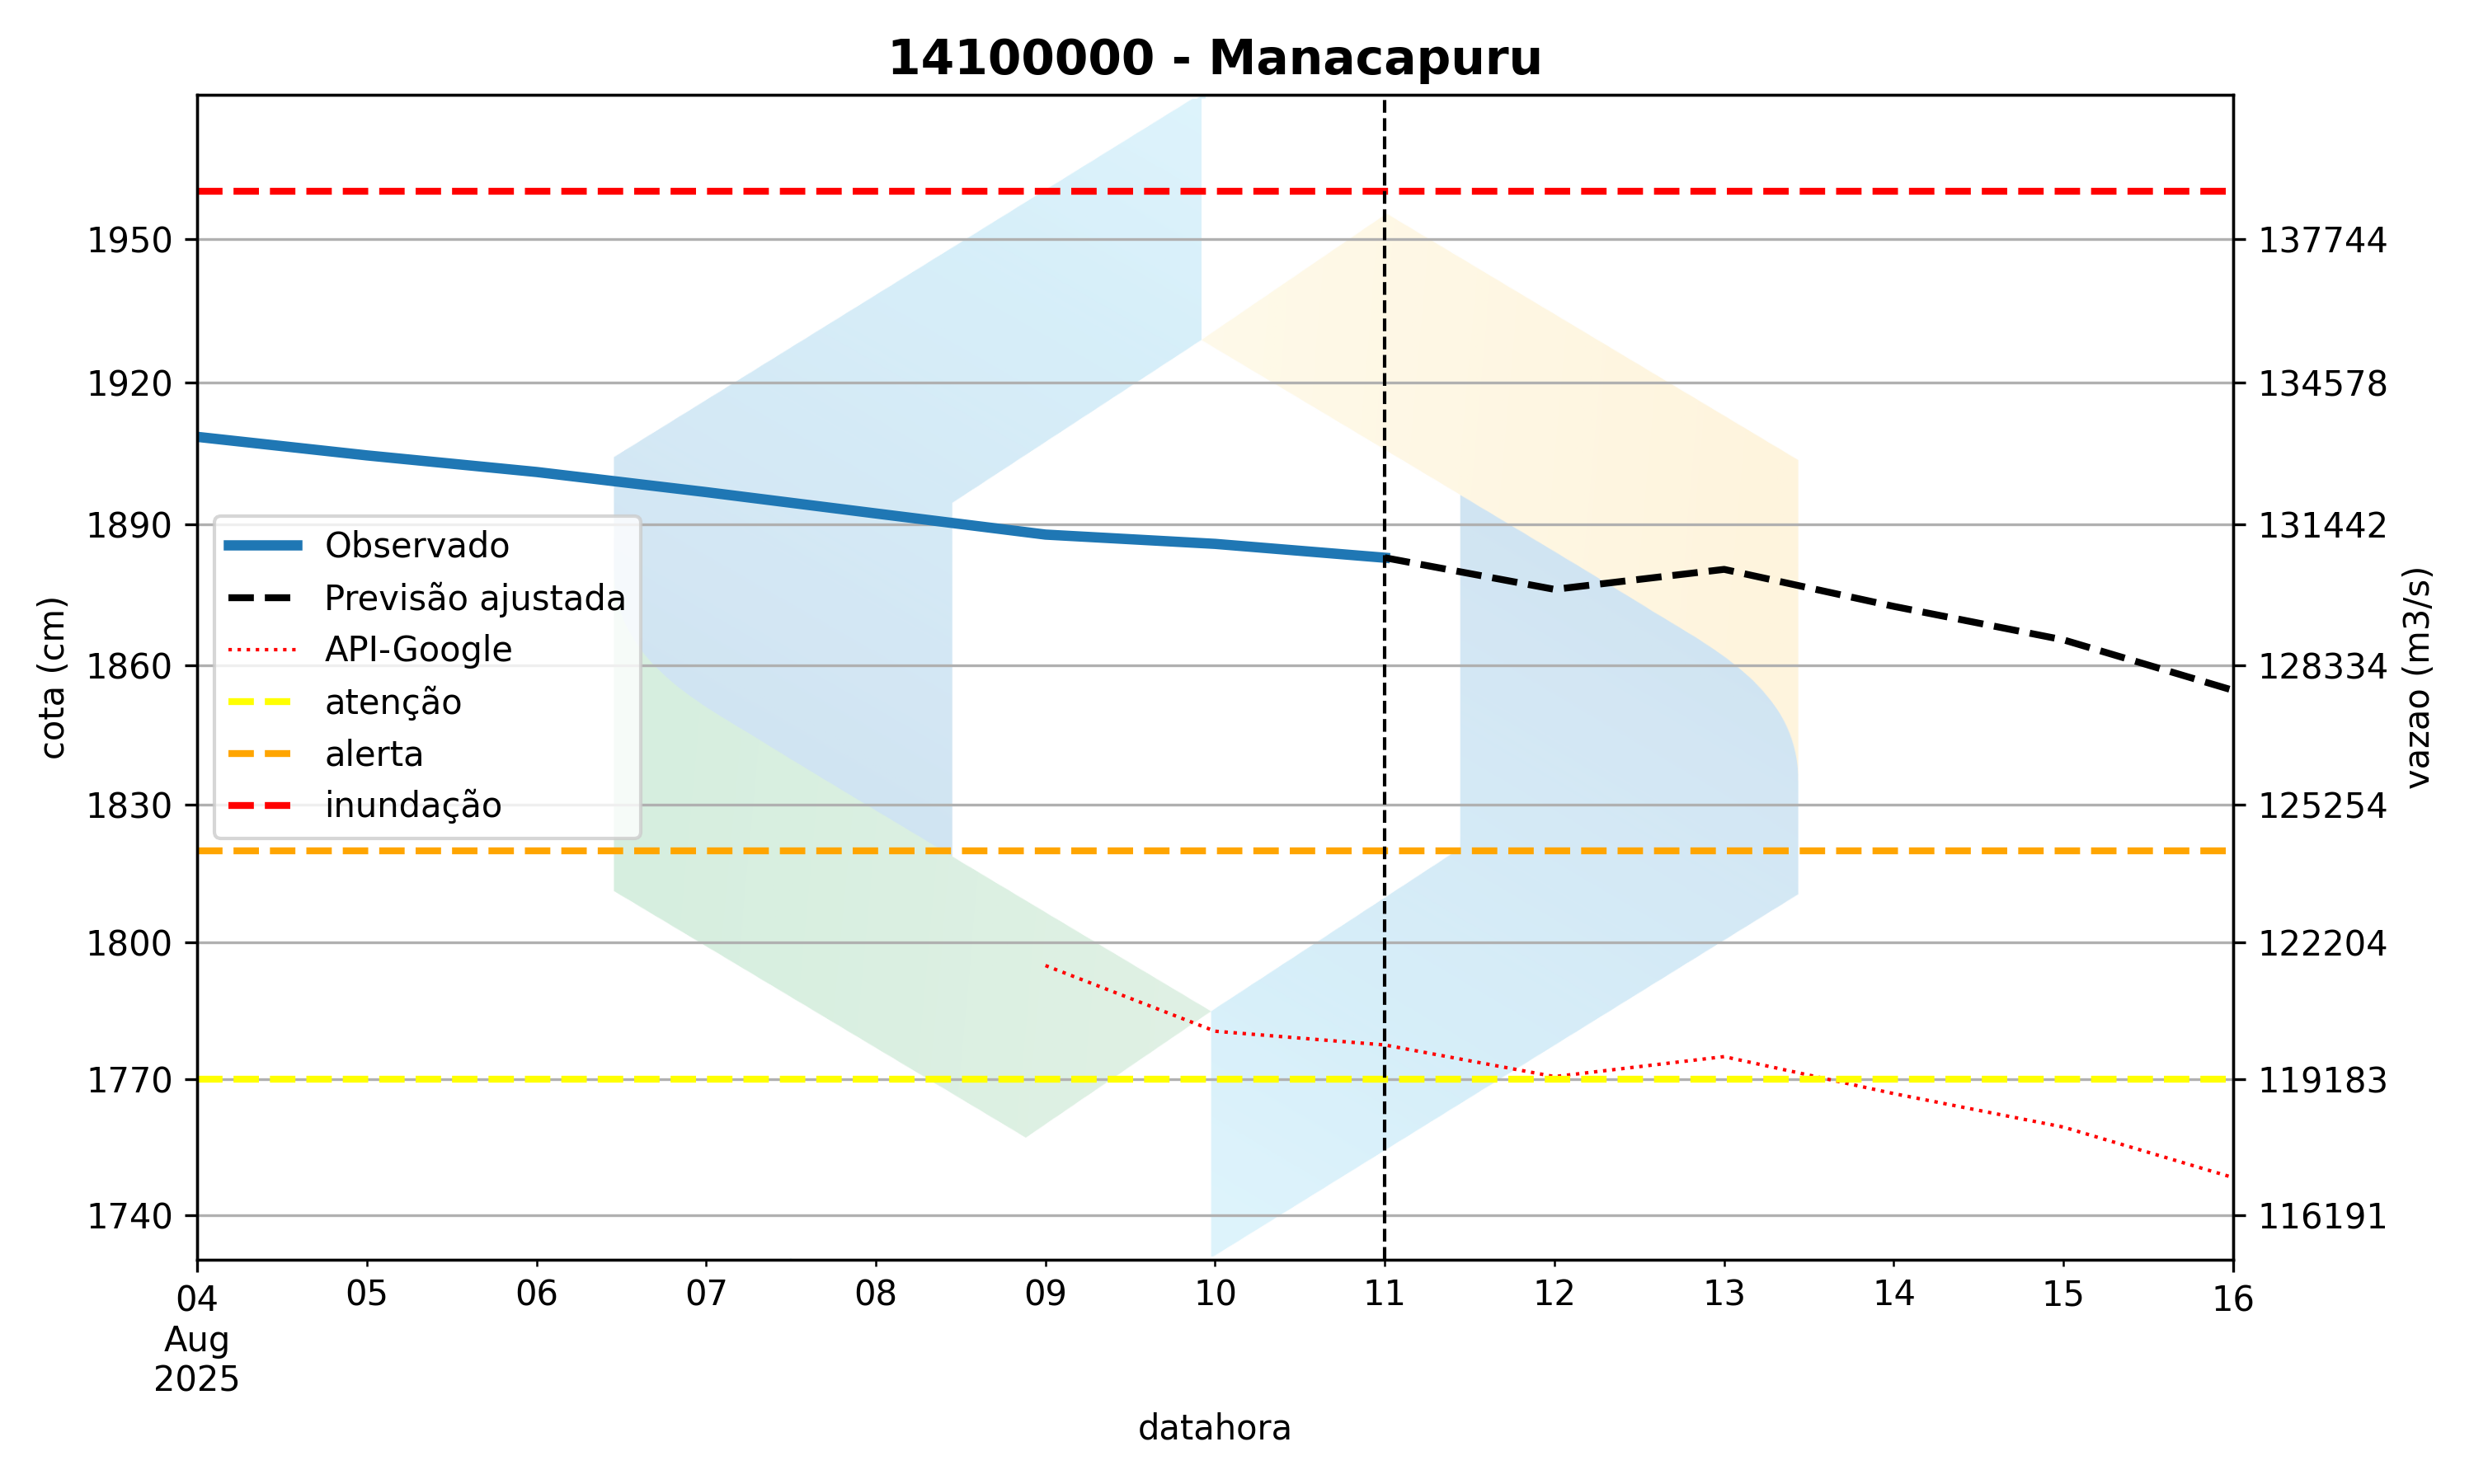 14100000 - Manacapuru
1950
1920
1890
1860
1830
1800
1770
1740
cota (cm)
Observado
Previsão ajustada
API-Google
atenção
alerta
inundação
137744
134578
131442
128334
125254
122204
119183
116191
vazao (m3/s)
04 05 06 07 08 09 10 11 12 13 14 15 16
Aug
2025
datahora